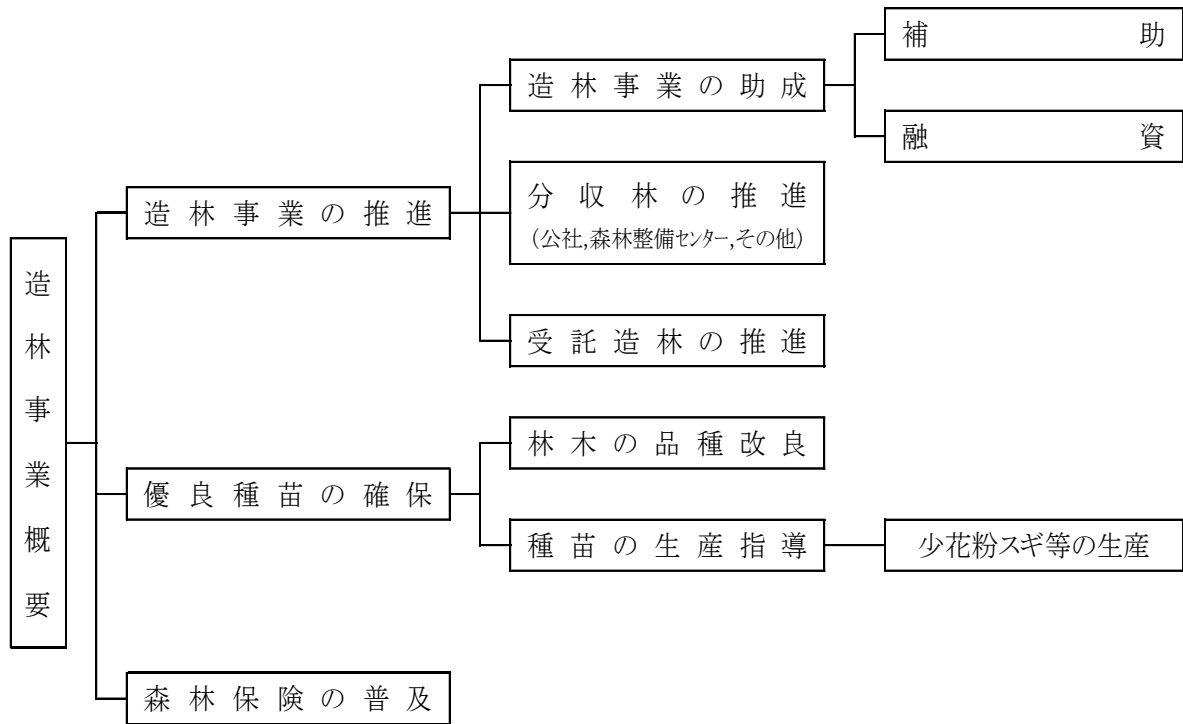 造林事業概要
造林事業の推進
造林事業の助成
補助
融資
分収林の推進
(公社,森林整備ｾﾝﾀｰ,その他)
受託造林の推進
優良種苗の確保
林木の品種改良
種苗の生産指導
少花粉スギ等の生産
森林保険の普及